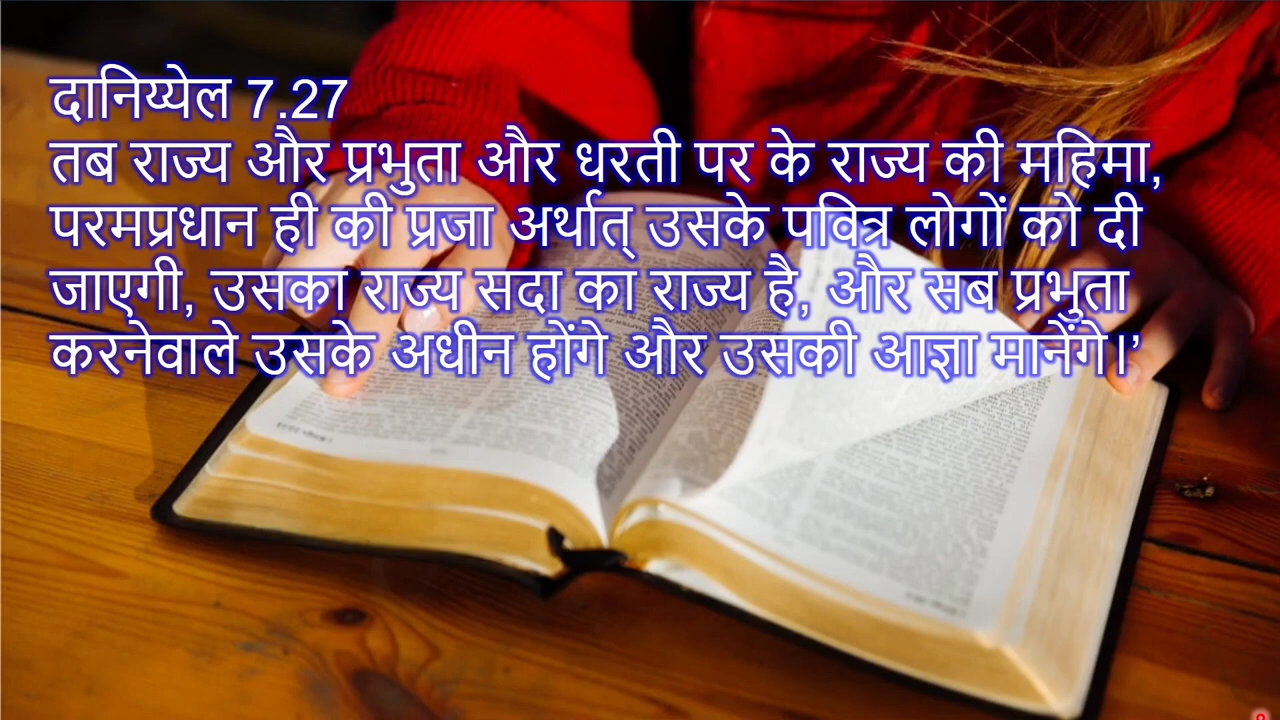 दानिय्येल 7.27
तब राज्य और प्रभुता और धरती पर के राज्य की महिमा,
परमप्रधान ही की प्रजा अर्थात् उसके पवित्र लोगों को दी
जाएगी, उसका राज्य सदा का राज्य है, और सब प्रभुता
करनेवाले उसके अधीन होंगे और उसकी आज्ञा मानेंगे।’